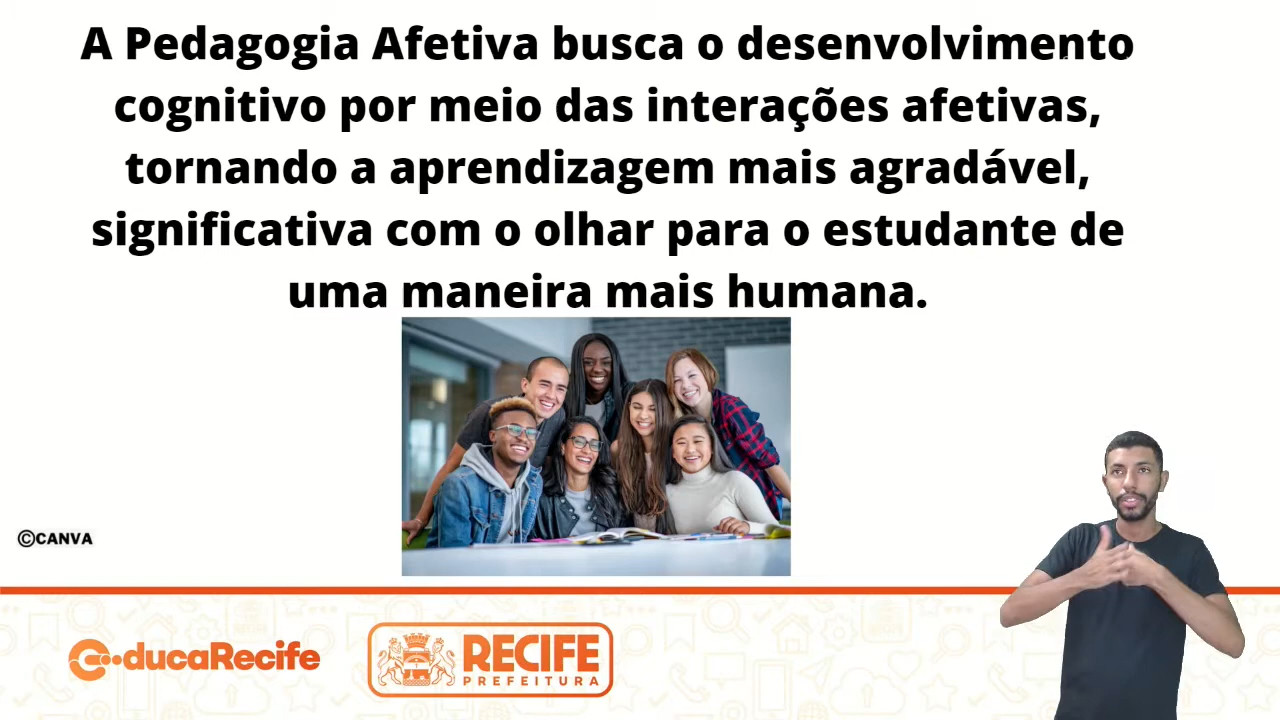 A Pedagogia Afetiva busca o desenvolvimento
cognitivo por meio das interações afetivas,
tornando a aprendizagem mais agradável,
significativa com o olhar para o estudante de
uma maneira mais humana.
©CANVA
ducaRecife
RECIFE
PREFEITURA